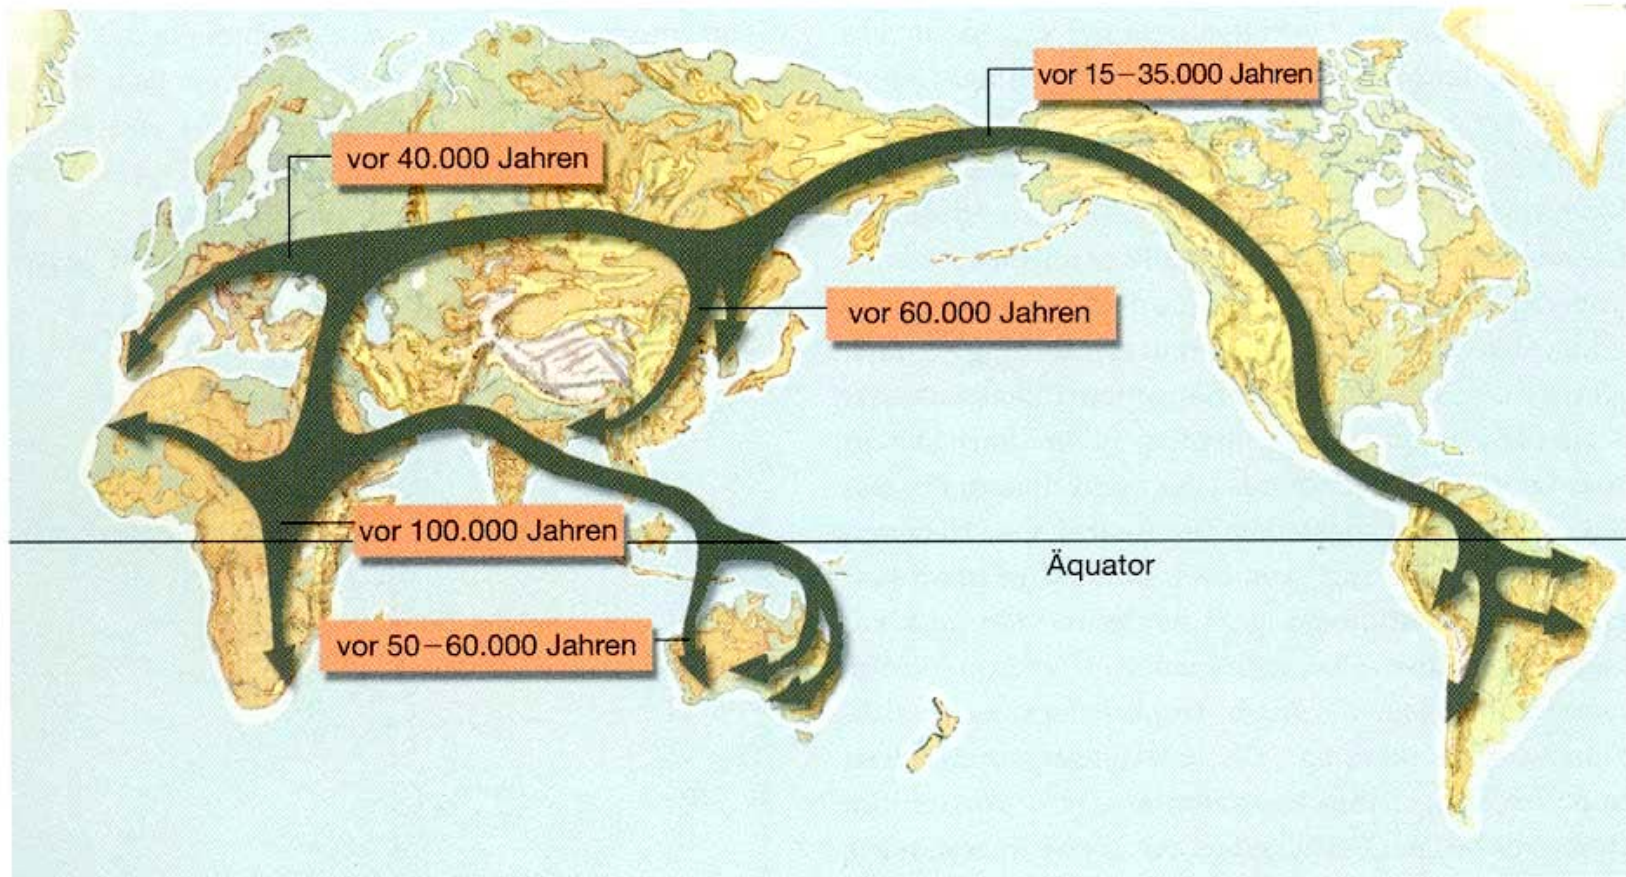 vor 15–35.000 Jahren
vor 40.000 Jahren
vor 60.000 Jahren
vor 100.000 Jahren
Äquator
vor 50–60.000 Jahren